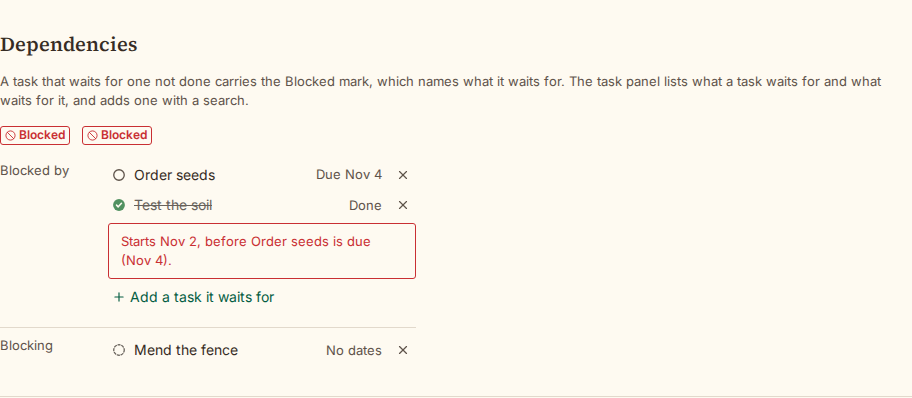 Dependencies
A task that waits for one not done carries the Blocked mark, which names what it waits for. The task panel lists what a task waits for and what
waits for it, and adds one with a search.
Blocked Blocked
Blocked by
Order seeds Due Nov 4
Test the soil Done
Starts Nov 2, before Order seeds is due
(Nov 4).
+ Add a task it waits for
Blocking
Mend the fence No dates